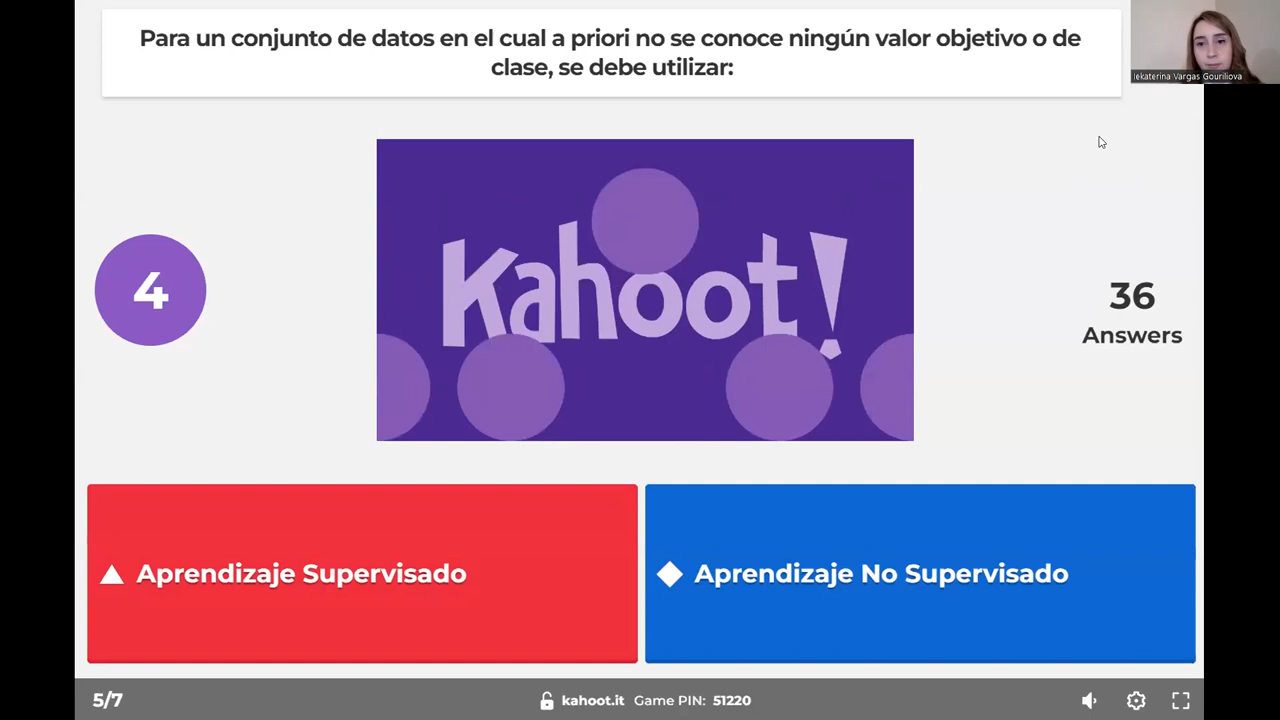 Para un conjunto de datos en el cual a priori no se conoce ningún valor objetivo o de
clase, se debe utilizar:
Iekaterina Vargas Gouriliova
Kahoot!
4
36
Answers
Aprendizaje Supervisado
Aprendizaje No Supervisado
5/7
kahoot.it Game PIN: 51220